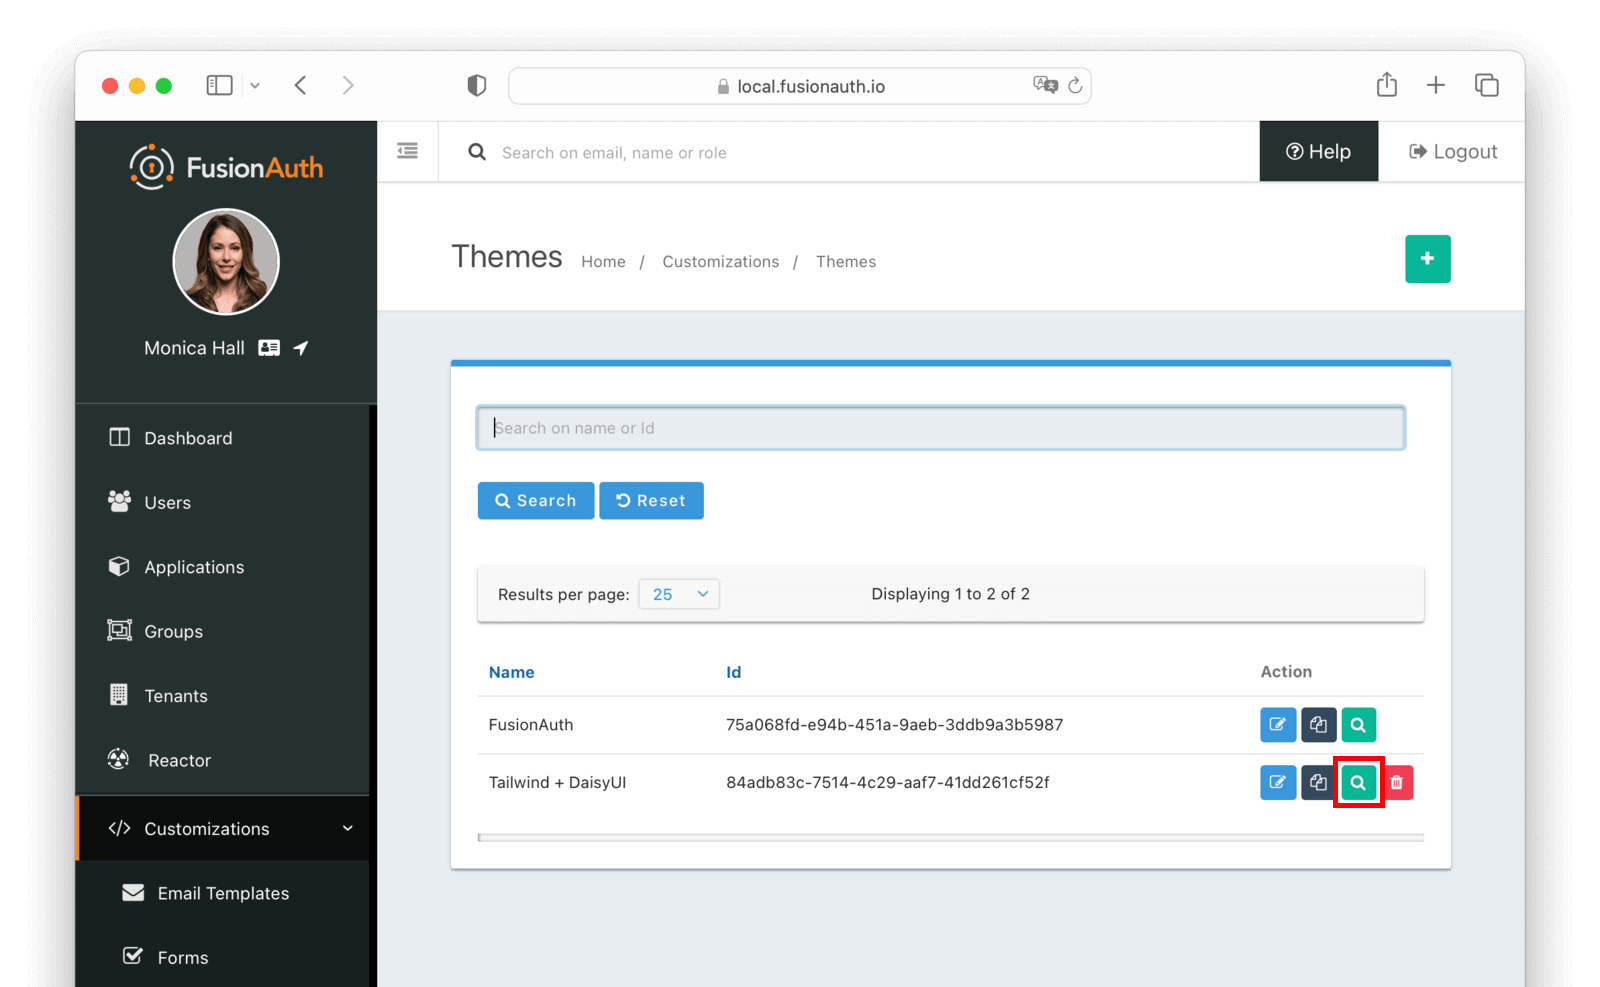 local.fusionauth.io
FusionAuth
Search on email, name or role
Help
Logout
Monica Hall
Themes Home / Customizations / Themes
Dashboard
Users
Applications
Groups
Tenants
Reactor
Customizations
Email Templates
Forms
Search on name or Id
Search Reset
Results per page: 25 Displaying 1 to 2 of 2
Name Id Action
FusionAuth 75a068fd-e94b-451a-9aeb-3ddb9a3b5987
Tailwind + DaisyUI 84adb83c-7514-4c29-aaf7-41dd261cf52f